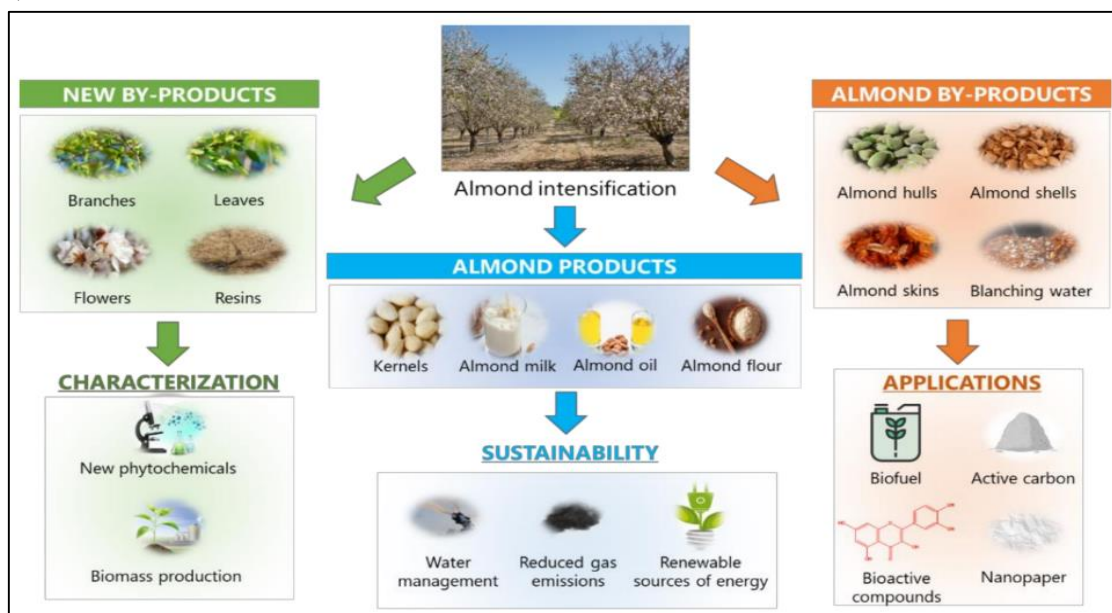 Almond intensification
NEW BY-PRODUCTS
Branches
Leaves
Flowers
Resins
CHARACTERIZATION
New phytochemicals
Biomass production
ALMOND PRODUCTS
Kernels
Almond milk
Almond oil
Almond flour
SUSTAINABILITY
Water
management
Reduced gas
emissions
Renewable
sources of energy
ALMOND BY-PRODUCTS
Almond hulls
Almond shells
Almond skins
Blanching water
APPLICATIONS
Biofuel
Active carbon
Bioactive
compounds
Nanopaper